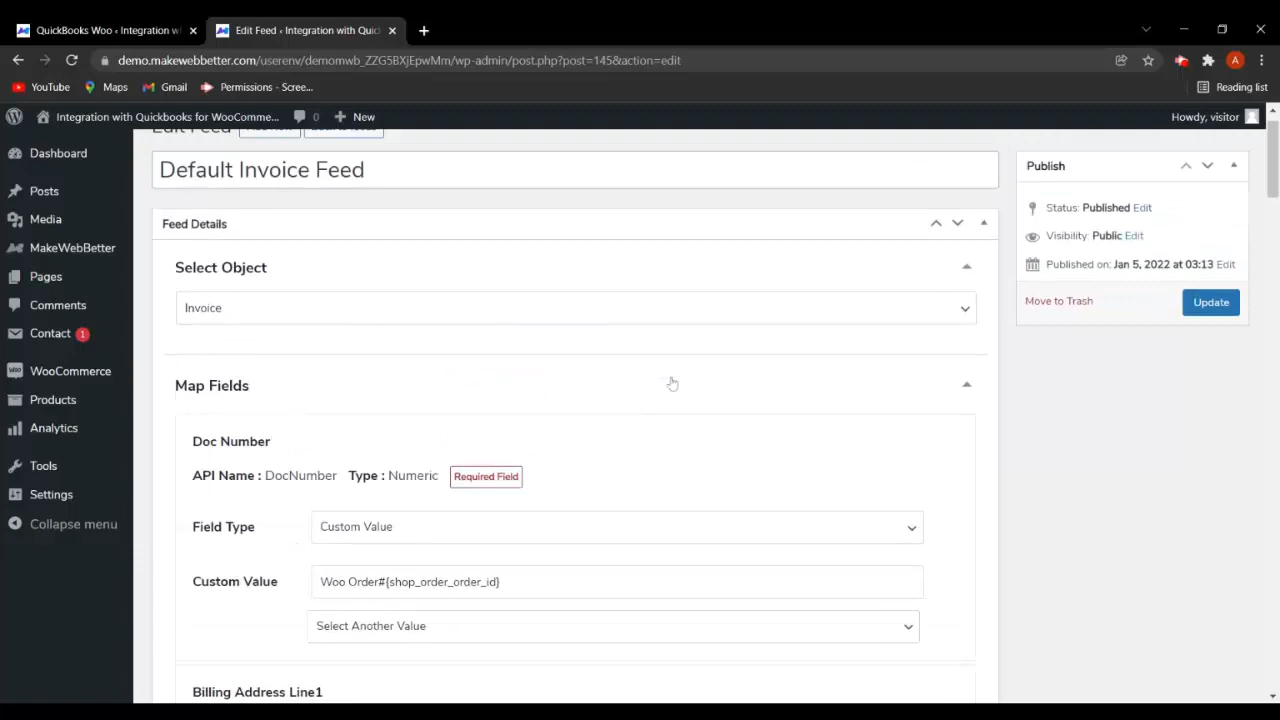 QuickBooks Woo ‹ Integration wi
Edit Feed ‹ Integration with Quic
demo.makewebbetter.com/userenv/demomwb_ZZG5BXjEpwMm/wp-admin/post.php?post=145&action=edit
A
YouTube
Maps
Gmail
Permissions - Scree...
Reading list
Integration with Quickbooks for WooComme...
0
New
Howdy, visitor
Dashboard
Posts
Media
MakeWebBetter
Pages
Comments
Contact 1
WooCommerce
Products
Analytics
Tools
Settings
Collapse menu
Edit Feed
Default Invoice Feed
Feed Details
Select Object
Invoice
Map Fields
Doc Number
API Name : DocNumber Type : Numeric Required Field
Field Type
Custom Value
Custom Value
Woo Order#{shop_order_order_id}
Select Another Value
Billing Address Line1
Publish
Status: Published Edit
Visibility: Public Edit
Published on: Jan 5, 2022 at 03:13 Edit
Move to Trash
Update